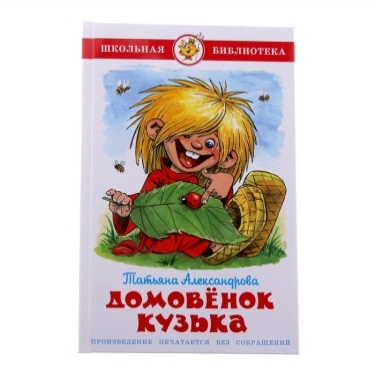 ШКОЛЬНАЯ БИБЛИОТЕКА
Татьяна Александрова
ДОМОВЁНОК
КУЗЬКА
ПРОИЗВЕДЕНИЕ ПЕЧАТАЕТСЯ БЕЗ СОКРАЩЕНИЙ